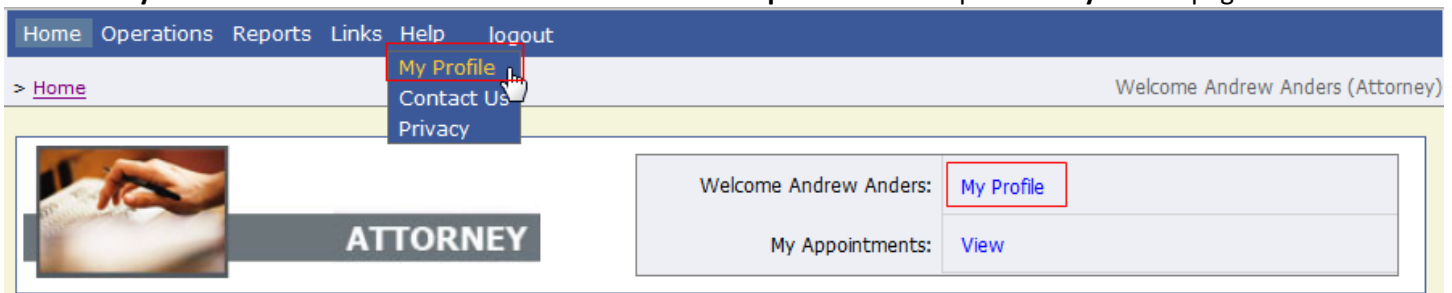 Home Operations Reports Links Help logout
My Profile
> Home
Contact Us
Welcome Andrew Anders (Attorney)
Privacy
Welcome Andrew Anders: My Profile
ATTORNEY
My Appointments: View